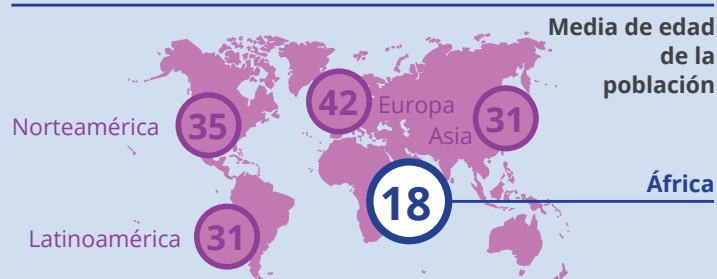 Media de edad
de la
población
Norteamérica
35
42
Europa
Asia
31
18
África
Latinoamérica
31